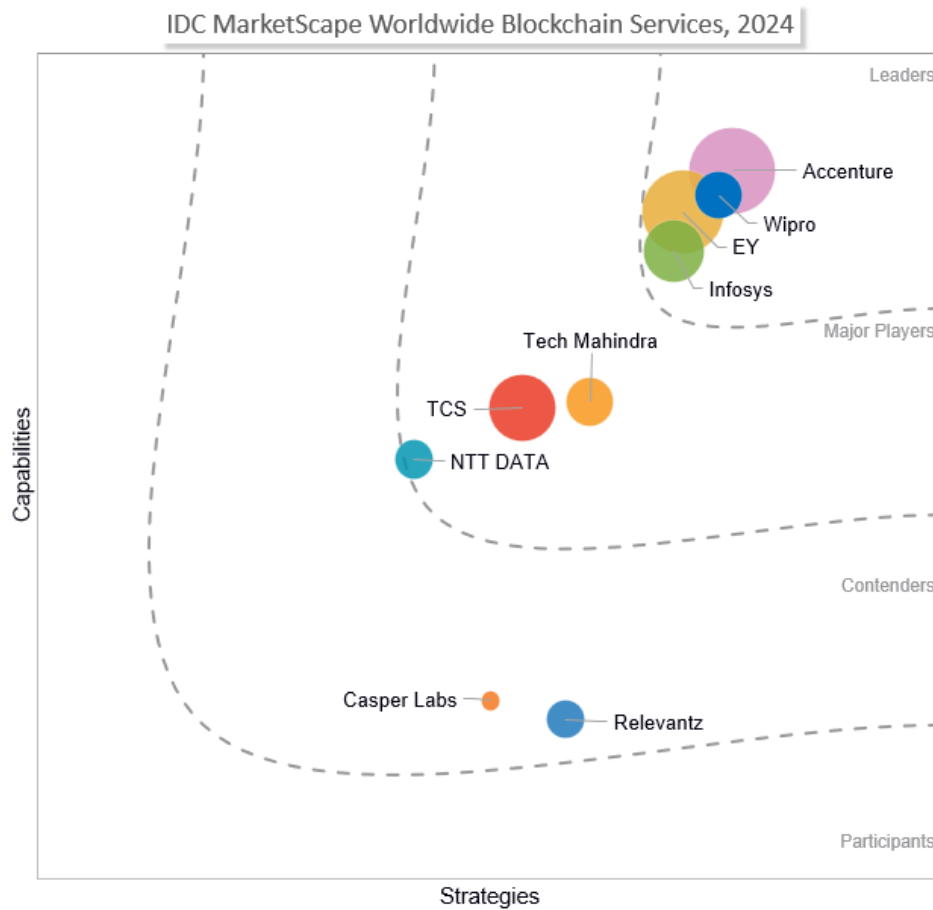 IDC MarketScape Worldwide Blockchain Services, 2024
Leaders
Accenture
Wipro
EY
Infosys
Major Players
Tech Mahindra
TCS
NTT DATA
Capabilities
Contenders
Casper Labs
Relevantz
Participants
Strategies